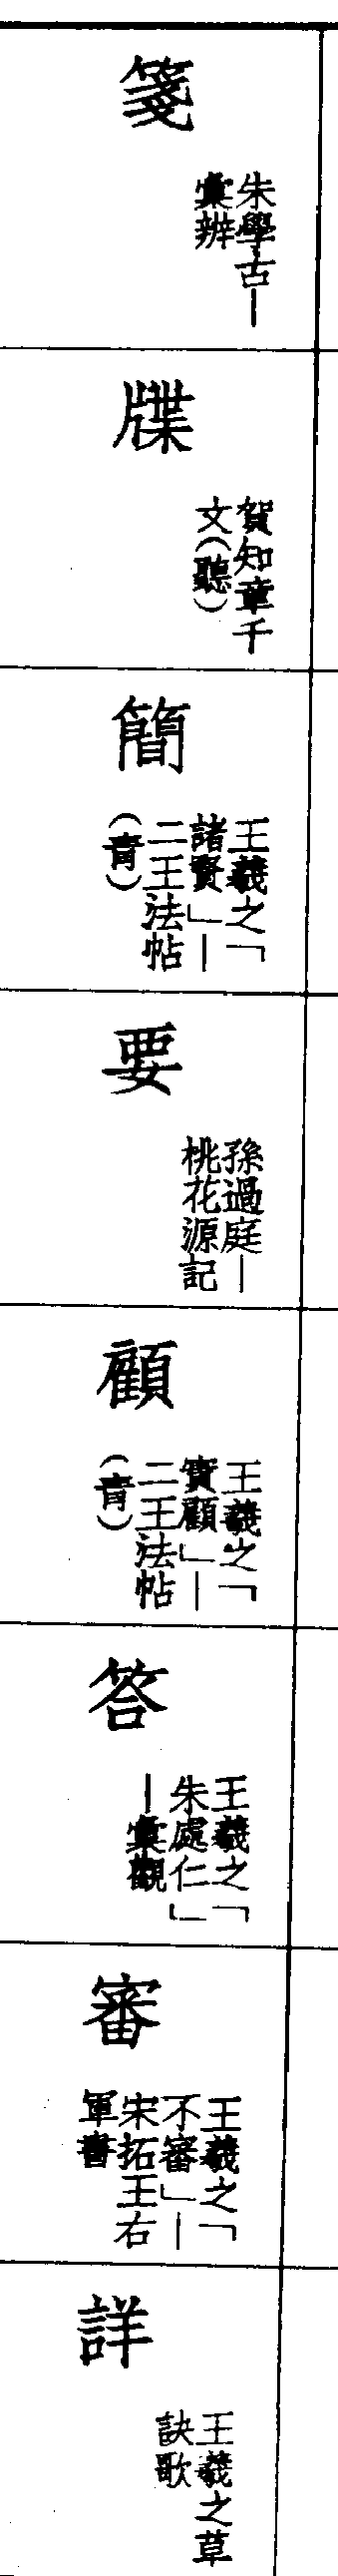 箋
朱學古—
彙辨
牒
賀知章千
文(聽)
簡
王羲之「
諸賢」—
二王法帖
(青)
要
孫過庭—
桃花源記
顧
王羲之「
寶顧」—
二王法帖
(青)
答
王羲之「
朱處仁」
—彙觀
審
王羲之「
不審」—
宋拓王右
軍書
詳
王羲之草
訣歌